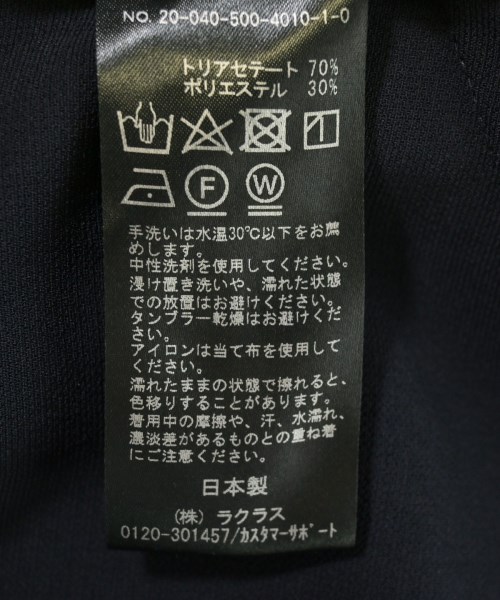 NO. 20-040-500-4010-1-0
トリアセテート 70%
ポリエステル 30%
F W
手洗いは水温30℃以下をお薦
めします。
中性洗剤を使用してください。
浸け置き洗いや、濡れた状態
での放置はお避けください。
タンブラー乾燥はお避けくだ
さい。
アイロンは当て布を使用して
ください。
濡れたままの状態で擦れると、
色移りすることがあります。
着用中の摩擦や、汗、水濡れ、
濃淡差があるものとの重ね着
にご注意ください。
日本製
(株) ラクラス
0120-301457/カスタマーサポート